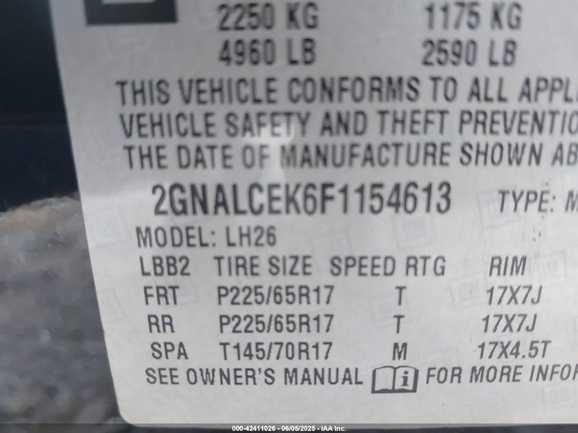 2250 KG 1175 KG
4960 LB 2590 LB
THIS VEHICLE CONFORMS TO ALL APPL
VEHICLE SAFETY AND THEFT PREVENTIO
THE DATE OF MANUFACTURE SHOWN AB
2GNALCEK6F1154613 TYPE: M
MODEL: LH26
LBB2 TIRE SIZE SPEED RTG RIM
FRT P225/65R17 T 17X7J
RR P225/65R17 T 17X7J
SPA T145/70R17 M 17X4.5T
SEE OWNER'S MANUAL i FOR MORE INFOR
000-42411026 - 06/05/2025 - IAA Inc.